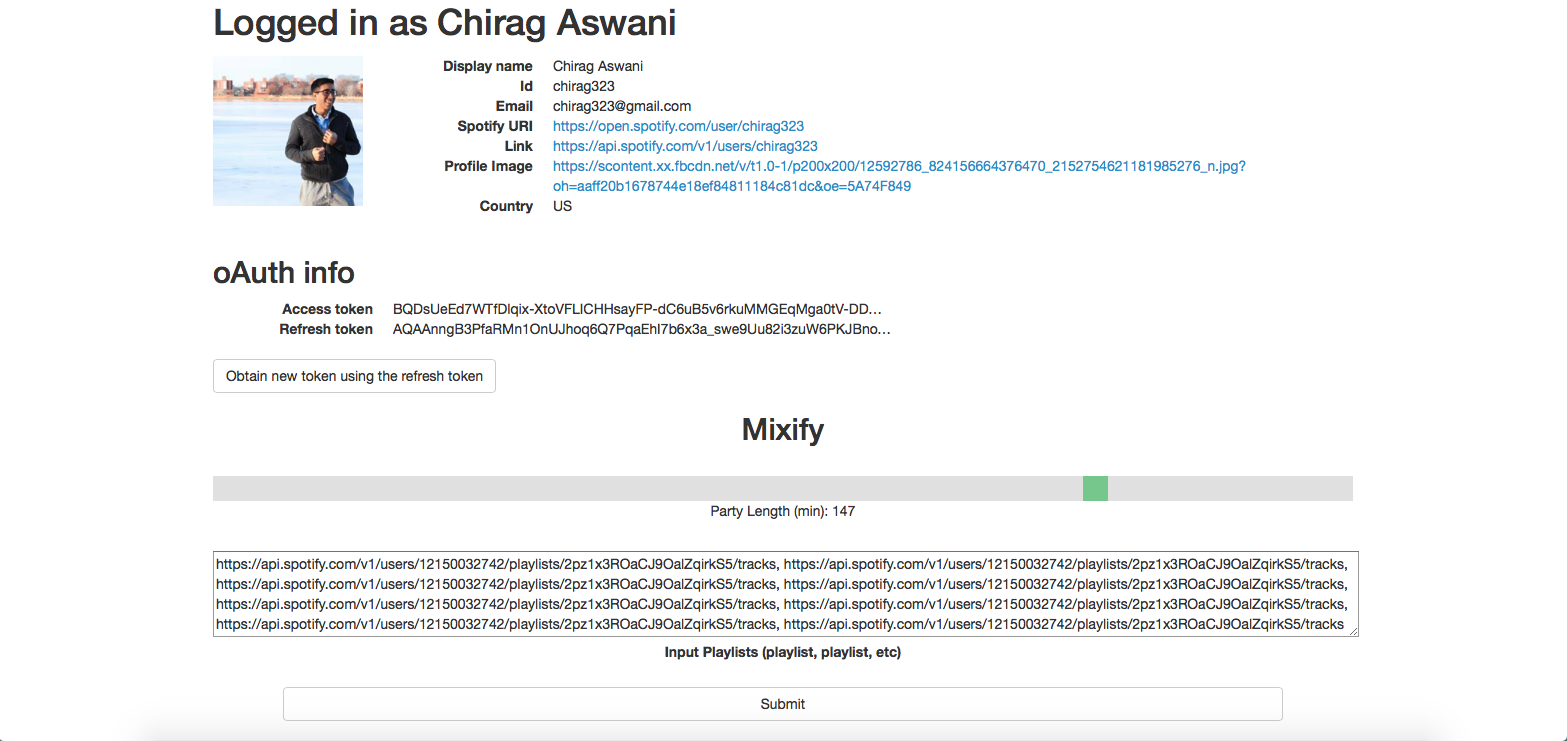 Logged in as Chirag Aswani
Display name Chirag Aswani
Id chirag323
Email chirag323@gmail.com
Spotify URI https://open.spotify.com/user/chirag323
Link https://api.spotify.com/v1/users/chirag323
Profile Image https://scontent.xx.fbcdn.net/v/t1.0-1/p200x200/12592786_824156664376470_2152754621181985276_n.jpg?
oh=aaff20b1678744e18ef84811184c81dc&oe=5A74F849
Country US
oAuth info
Access token BQDsUeEd7WTfDlqix-XtoVFLlCHHsayFP-dC6uB5v6rkuMMGEqMga0tV-DD...
Refresh token AQAAnngB3PfaRMn1OnUJhoq6Q7PqaEhI7b6x3a_swe9Uu82i3zuW6PKJBno...
Obtain new token using the refresh token
Mixify
Party Length (min): 147
https://api.spotify.com/v1/users/12150032742/playlists/2pz1x3ROaCJ9OalZqirkS5/tracks, https://api.spotify.com/v1/users/12150032742/playlists/2pz1x3ROaCJ9OalZqirkS5/tracks,
https://api.spotify.com/v1/users/12150032742/playlists/2pz1x3ROaCJ9OalZqirkS5/tracks, https://api.spotify.com/v1/users/12150032742/playlists/2pz1x3ROaCJ9OalZqirkS5/tracks,
https://api.spotify.com/v1/users/12150032742/playlists/2pz1x3ROaCJ9OalZqirkS5/tracks, https://api.spotify.com/v1/users/12150032742/playlists/2pz1x3ROaCJ9OalZqirkS5/tracks,
https://api.spotify.com/v1/users/12150032742/playlists/2pz1x3ROaCJ9OalZqirkS5/tracks, https://api.spotify.com/v1/users/12150032742/playlists/2pz1x3ROaCJ9OalZqirkS5/tracks
Input Playlists (playlist, playlist, etc)
Submit